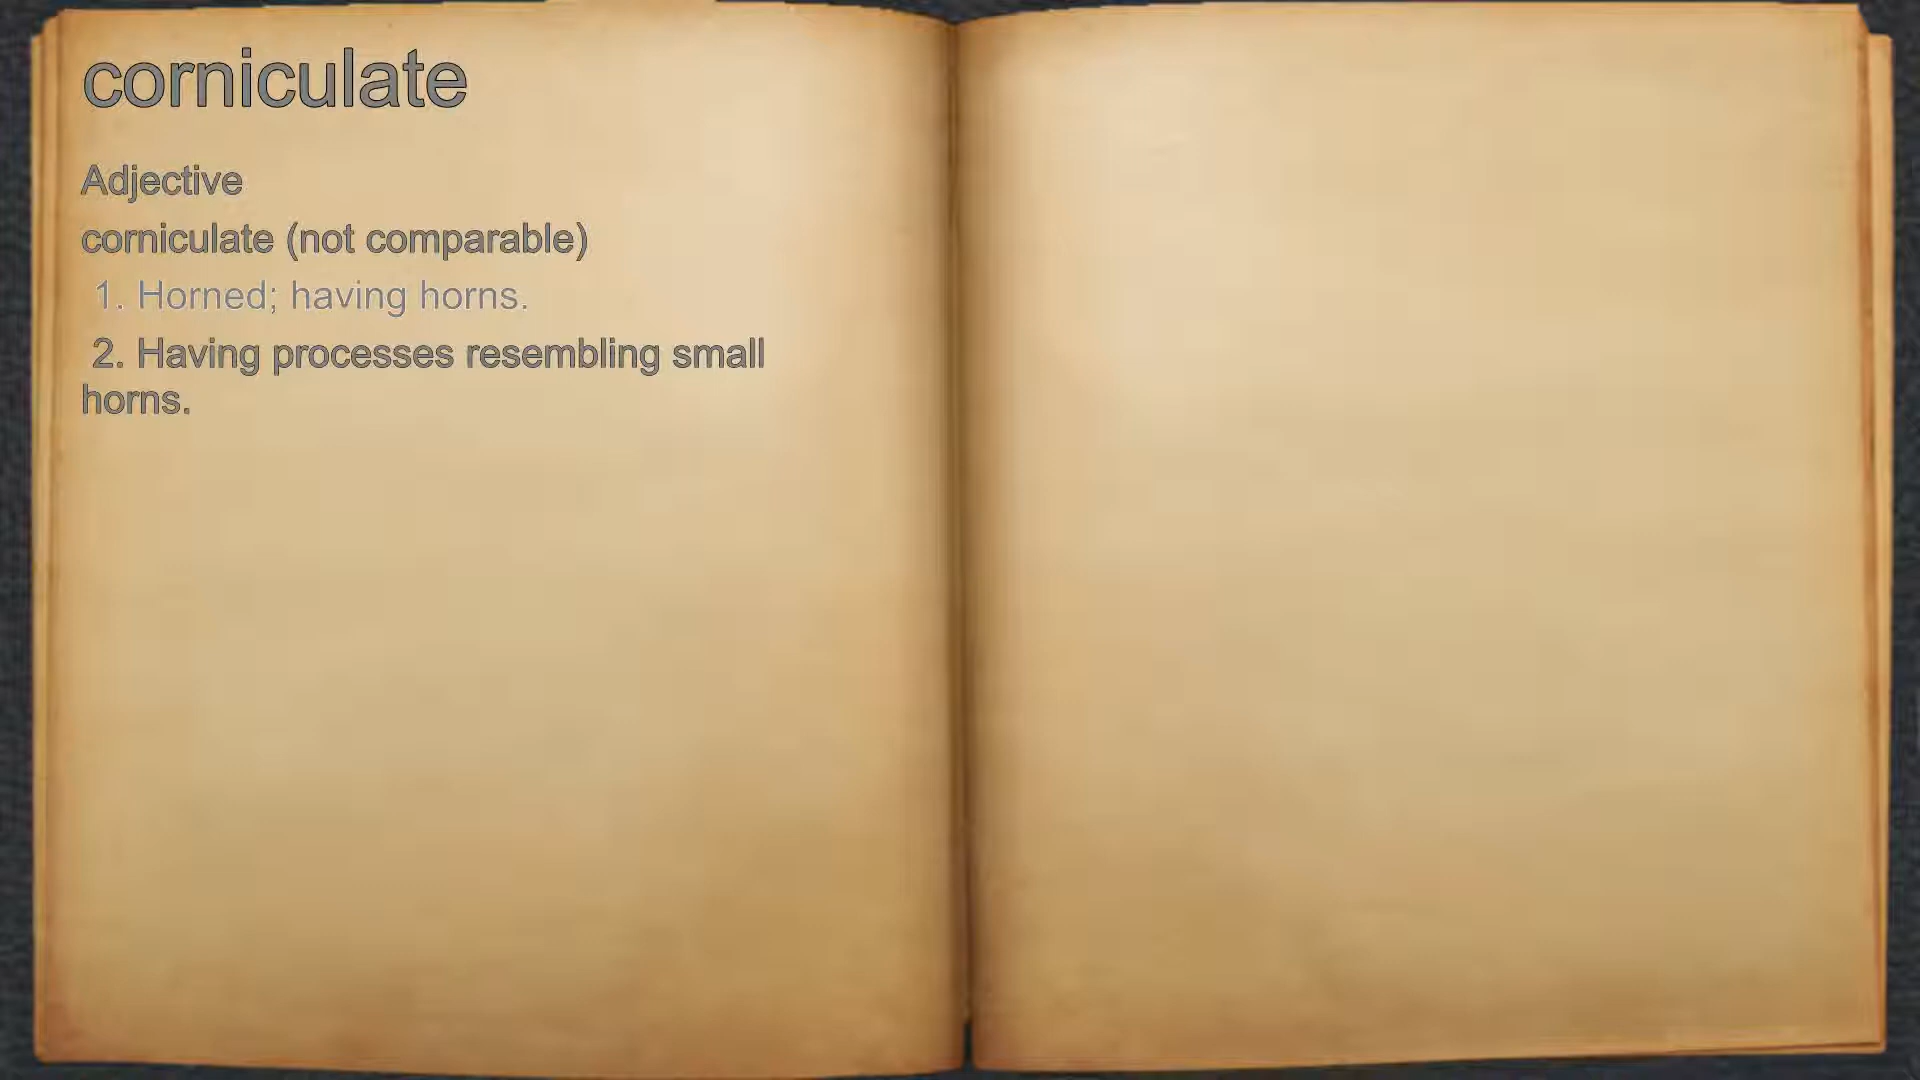 corniculate
Adjective
corniculate (not comparable)
1. Horned; having horns.
2. Having processes resembling small
horns.